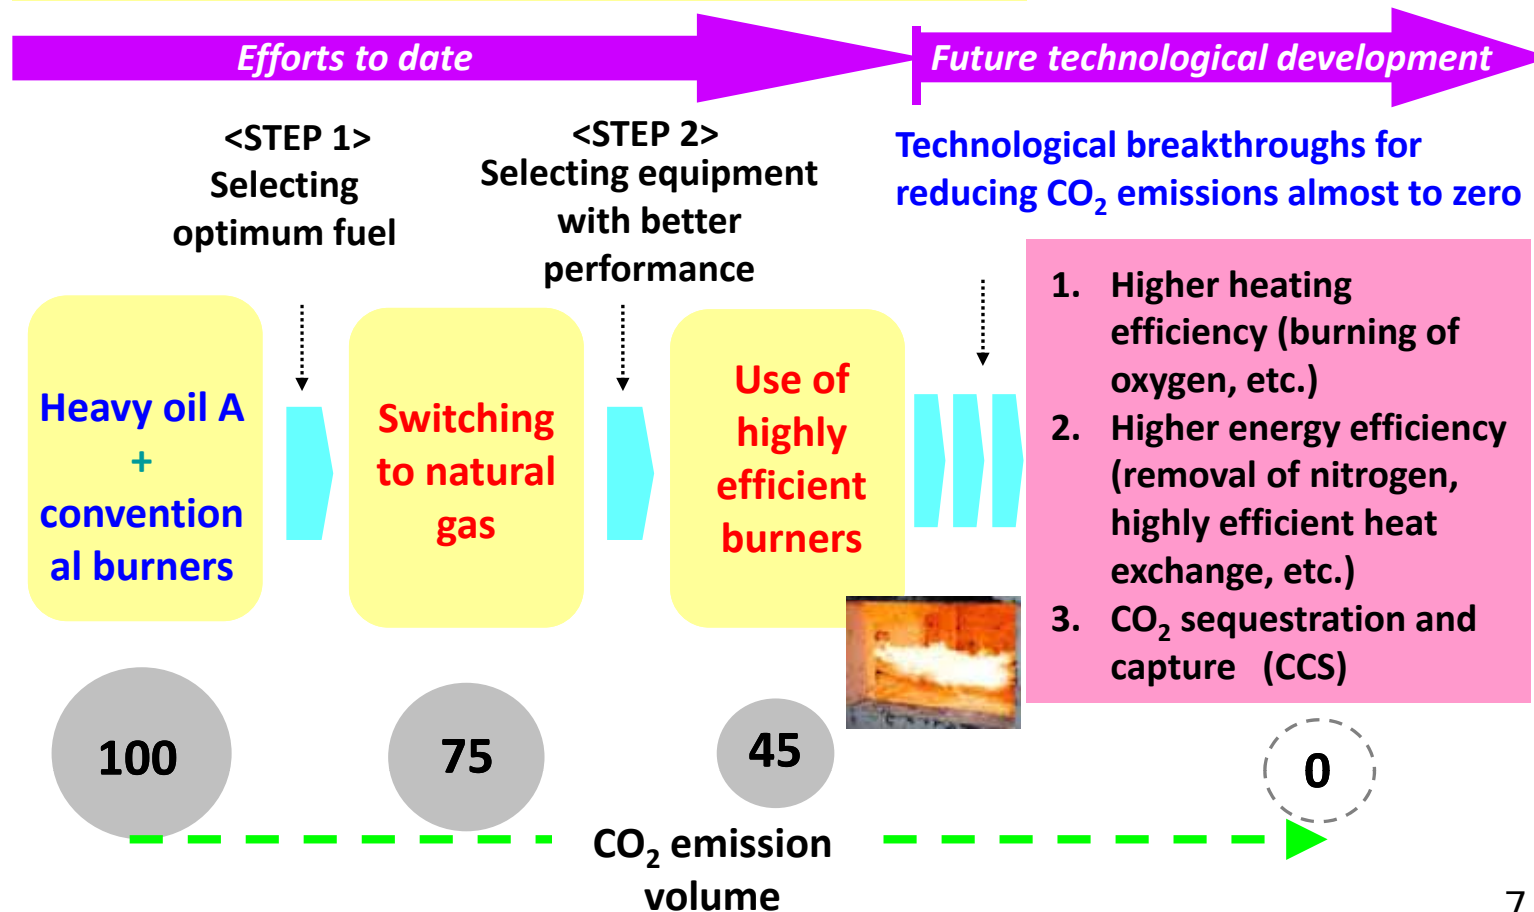 Efforts to date
Future technological development
<STEP 1>
Selecting
optimum fuel
<STEP 2>
Selecting equipment
with better
performance
Technological breakthroughs for
reducing CO₂ emissions almost to zero
Heavy oil A
+
convention
al burners
Switching
to natural
gas
Use of
highly
efficient
burners
1. Higher heating
efficiency (burning of
oxygen, etc.)
2. Higher energy efficiency
(removal of nitrogen,
highly efficient heat
exchange, etc.)
3. CO₂ sequestration and
capture (CCS)
100
75
45
0
CO₂ emission
volume
7